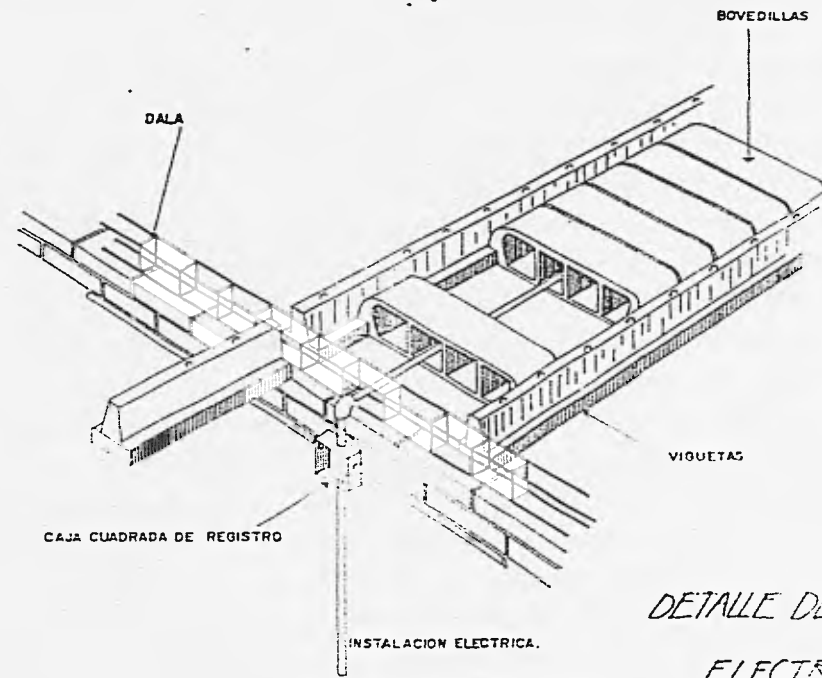 BOVEDILLAS
DALA
VIGUETAS
CAJA CUADRADA DE REGISTRO
INSTALACION ELECTRICA.
DETALLE DE